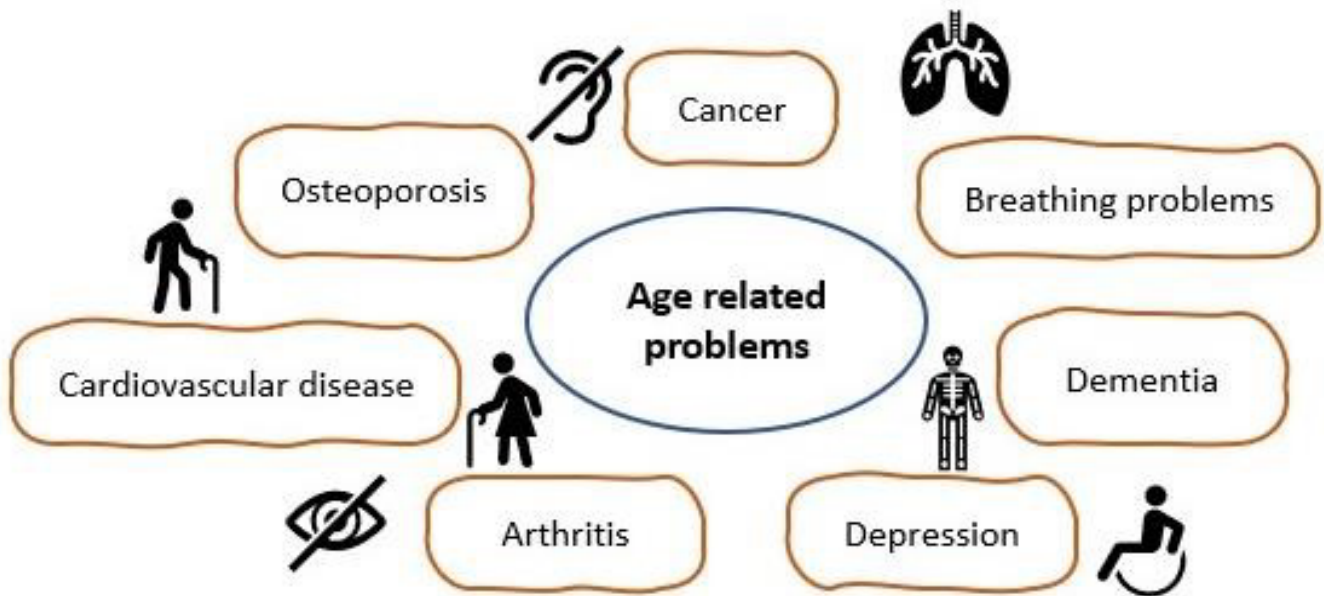 Cancer
Osteoporosis
Breathing problems
Age related
problems
Cardiovascular disease
Dementia
Arthritis
Depression